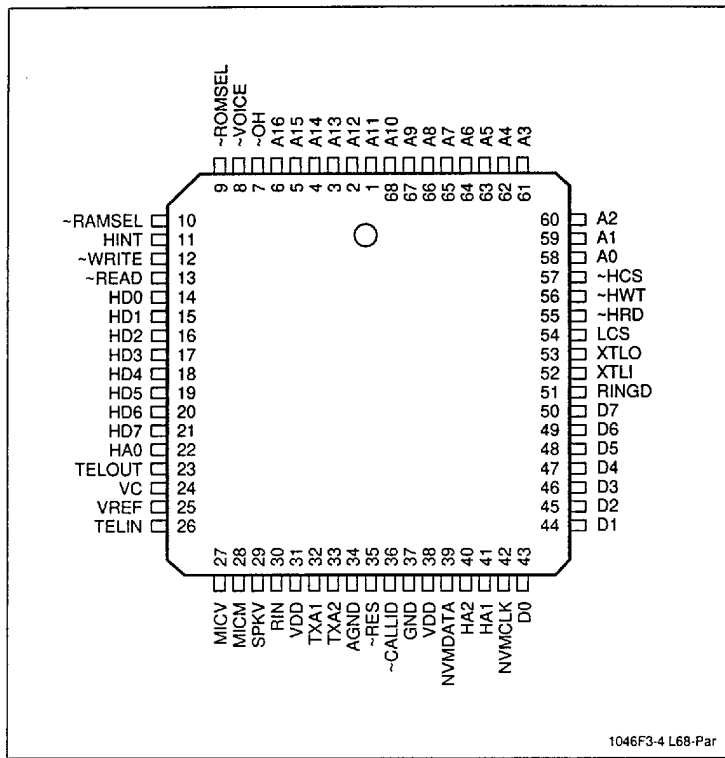 ~ROMSEL
~VOICE
~OH
A16
A15
A14
A13
A12
A11
A10
A9
A8
A7
A6
A5
A4
A3
9 8 7 6 5 4 3 2 1 68 67 66 65 64 63 62 61
~RAMSEL 10
HINT 11
~WRITE 12
~READ 13
HD0 14
HD1 15
HD2 16
HD3 17
HD4 18
HD5 19
HD6 20
HD7 21
HA0 22
TELOUT 23
VC 24
VREF 25
TELIN 26
60 A2
59 A1
58 A0
57 ~HCS
56 ~HWT
55 ~HRD
54 LCS
53 XTLO
52 XTLI
51 RINGD
50 D7
49 D6
48 D5
47 D4
46 D3
45 D2
44 D1
27 28 29 30 31 32 33 34 35 36 37 38 39 40 41 42 43
MICV
MICM
SPKV
RIN
VDD
TXA1
TXA2
AGND
~RES
~CALLID
GND
VDD
NVMDATA
HA2
HA1
NVMCLK
D0
1046F3-4 L68-Par